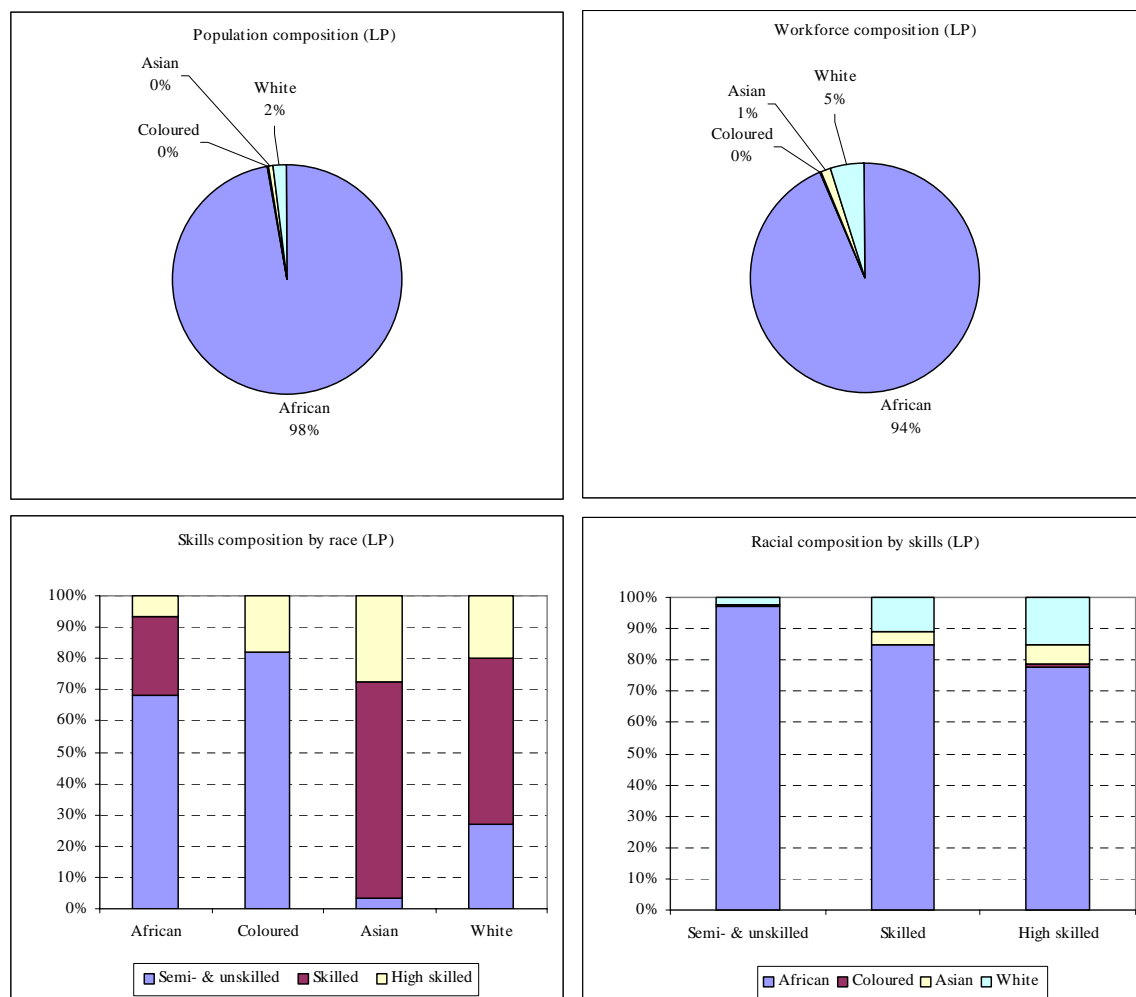 Population composition (LP)
Asian
0%
White
2%
Coloured
0%
African
98%
Workforce composition (LP)
White
5%
Asian
1%
Coloured
0%
African
94%
Skills composition by race (LP)
100%
90%
80%
70%
60%
50%
40%
30%
20%
10%
0%
African Coloured Asian White
Semi- & unskilled Skilled High skilled
Racial composition by skills (LP)
100%
90%
80%
70%
60%
50%
40%
30%
20%
10%
0%
Semi- & unskilled Skilled High skilled
African Coloured Asian White